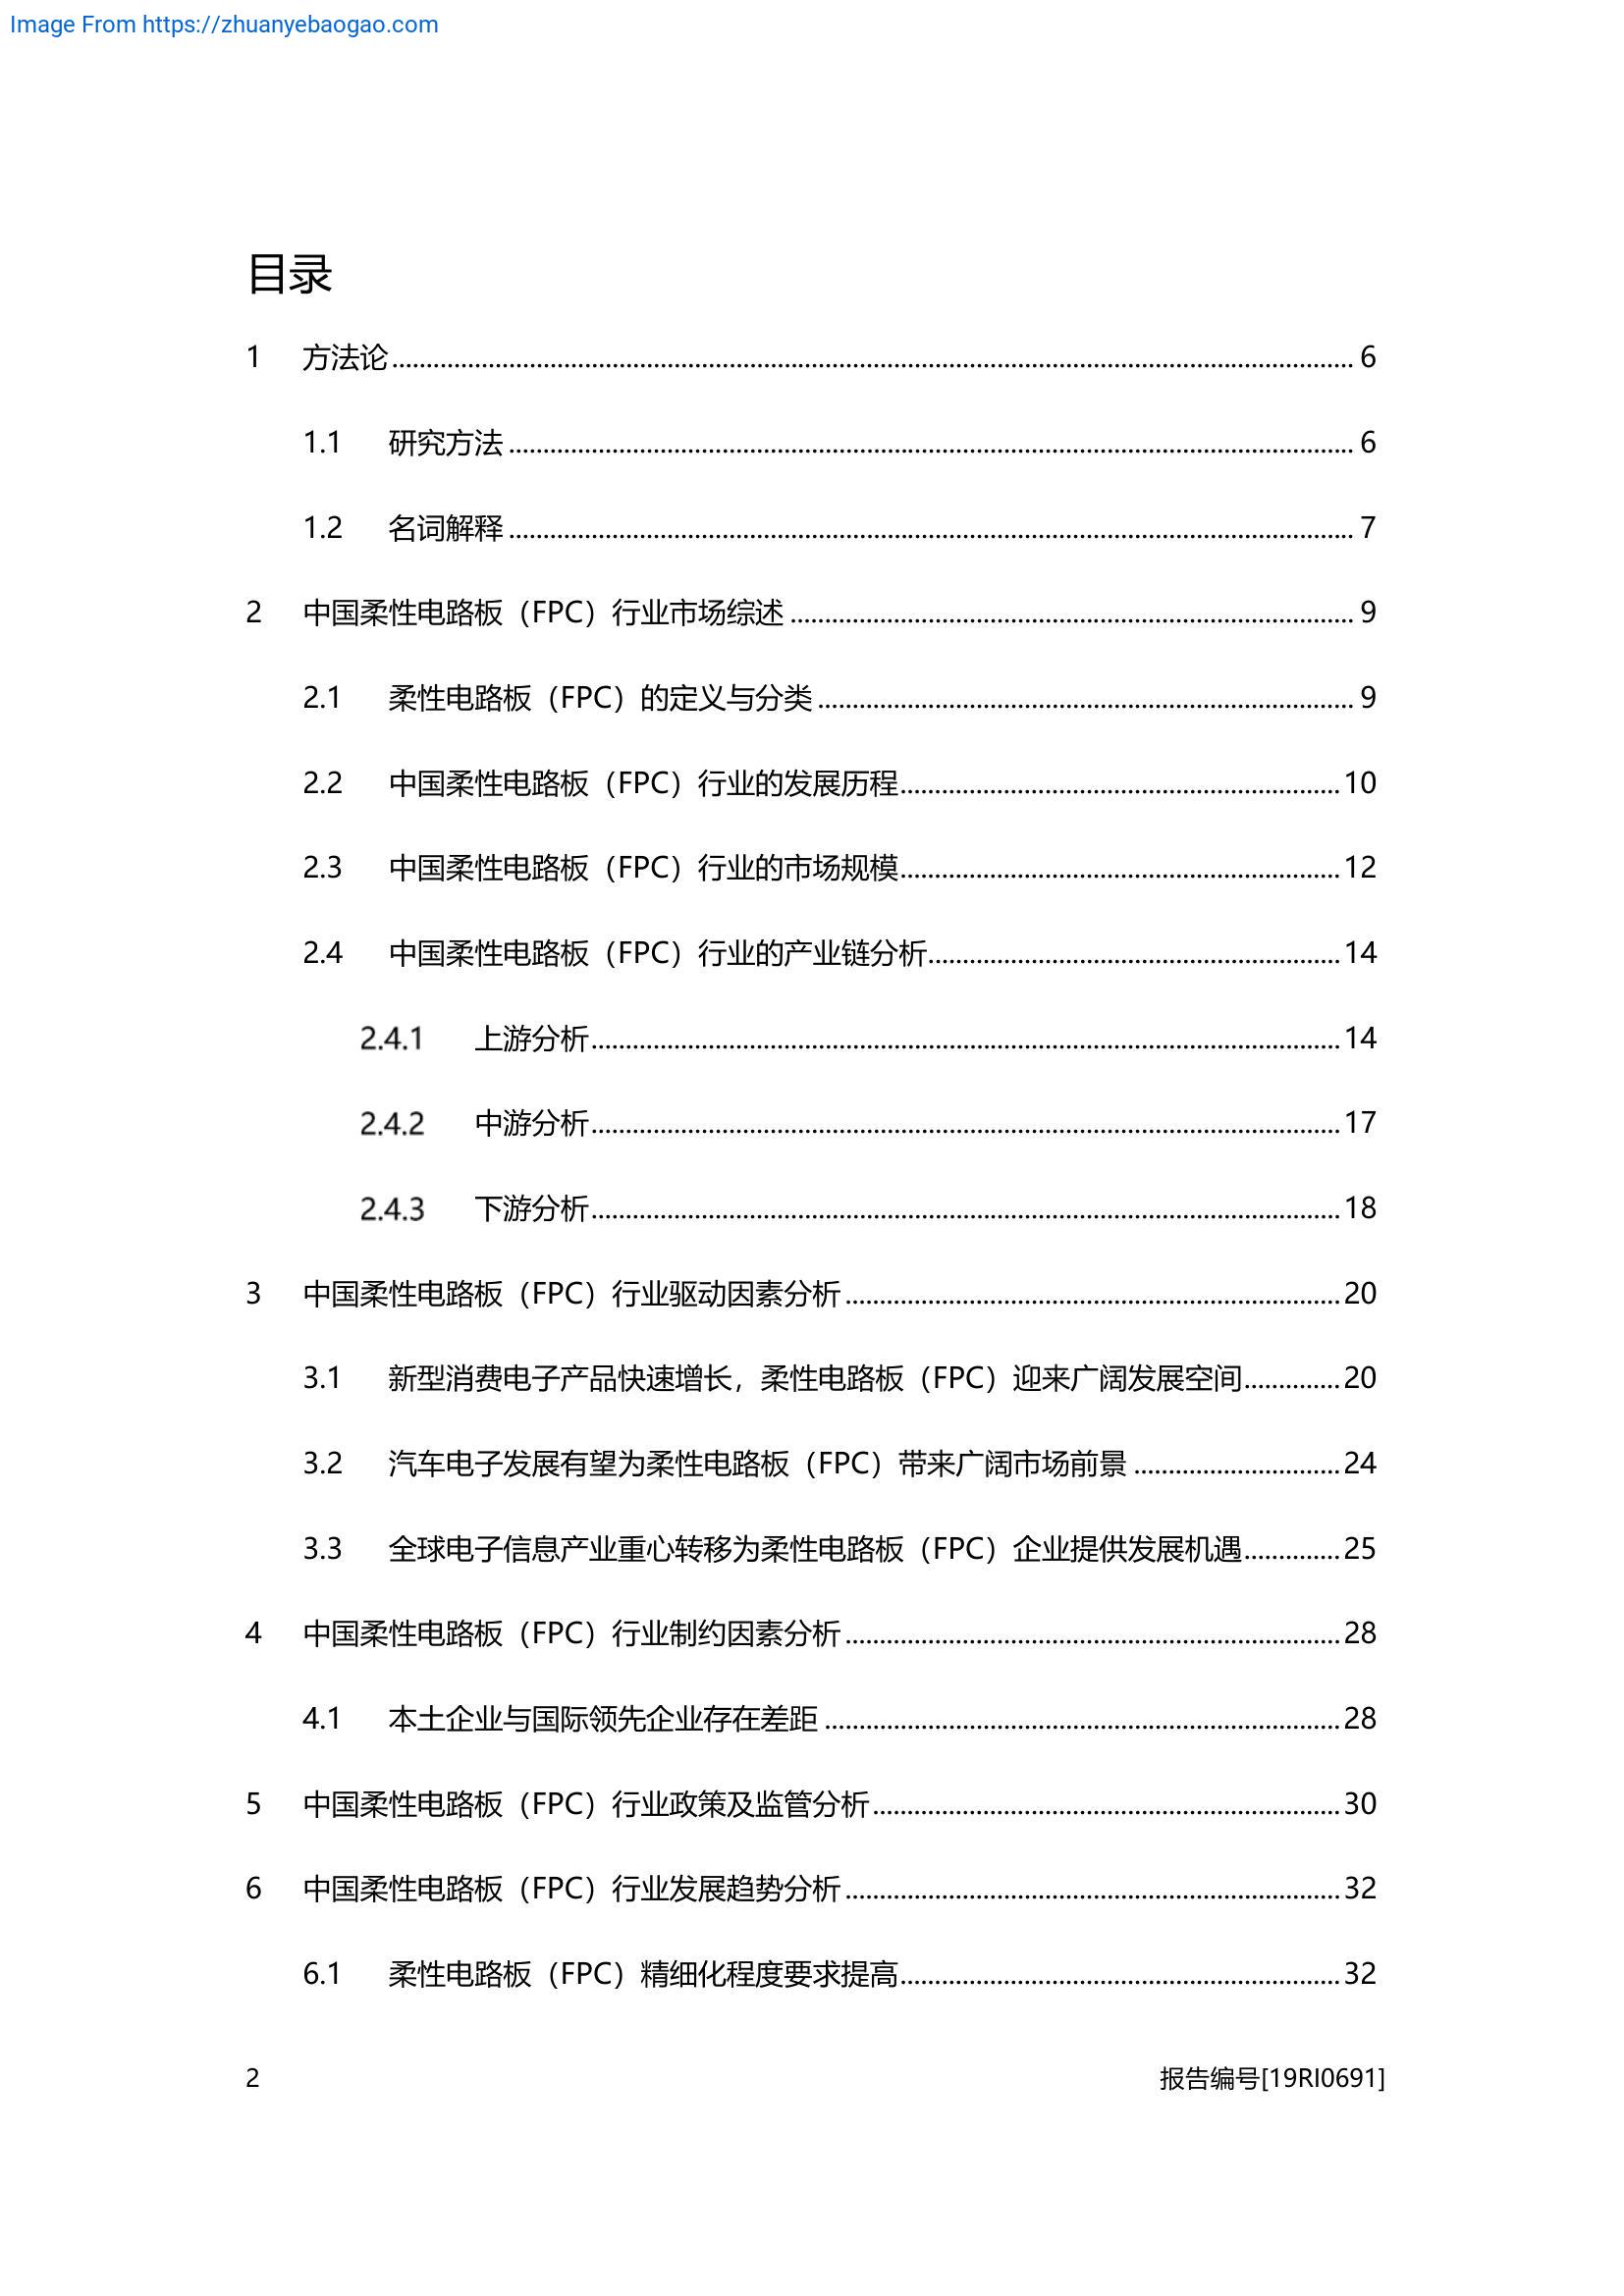 Image From https://zhuanyebaogao.com
目录
1 方法论 6
1.1 研究方法 6
1.2 名词解释 7
2 中国柔性电路板（FPC）行业市场综述 9
2.1 柔性电路板（FPC）的定义与分类 9
2.2 中国柔性电路板（FPC）行业的发展历程 10
2.3 中国柔性电路板（FPC）行业的市场规模 12
2.4 中国柔性电路板（FPC）行业的产业链分析 14
2.4.1 上游分析 14
2.4.2 中游分析 17
2.4.3 下游分析 18
3 中国柔性电路板（FPC）行业驱动因素分析 20
3.1 新型消费电子产品快速增长，柔性电路板（FPC）迎来广阔发展空间 20
3.2 汽车电子发展有望为柔性电路板（FPC）带来广阔市场前景 24
3.3 全球电子信息产业重心转移为柔性电路板（FPC）企业提供发展机遇 25
4 中国柔性电路板（FPC）行业制约因素分析 28
4.1 本土企业与国际领先企业存在差距 28
5 中国柔性电路板（FPC）行业政策及监管分析 30
6 中国柔性电路板（FPC）行业发展趋势分析 32
6.1 柔性电路板（FPC）精细化程度要求提高 32
2 报告编号[19RI0691]